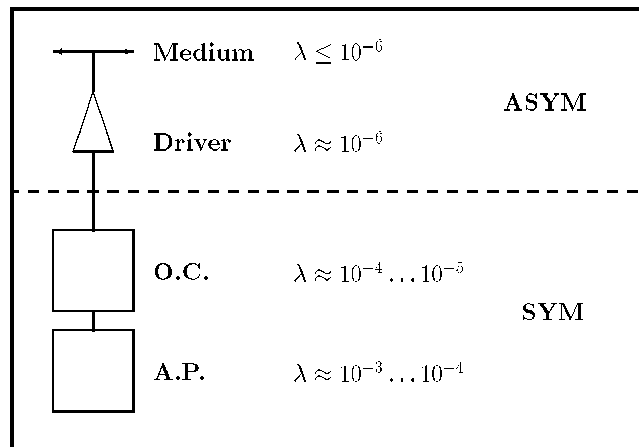 Medium λ ≤ 10⁻⁶
ASYM
Driver λ ≈ 10⁻⁶
O.C. λ ≈ 10⁻⁴ … 10⁻⁵
SYM
A.P. λ ≈ 10⁻³ … 10⁻⁴